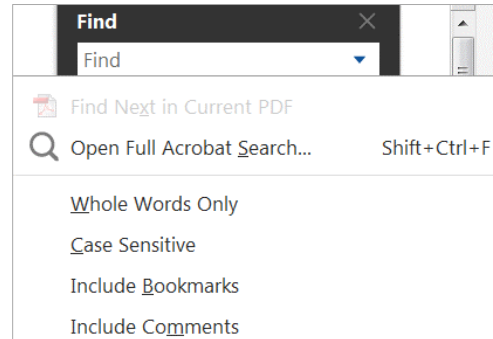 Find
Find
Find Next in Current PDF
Open Full Acrobat Search... Shift+Ctrl+F
Whole Words Only
Case Sensitive
Include Bookmarks
Include Comments